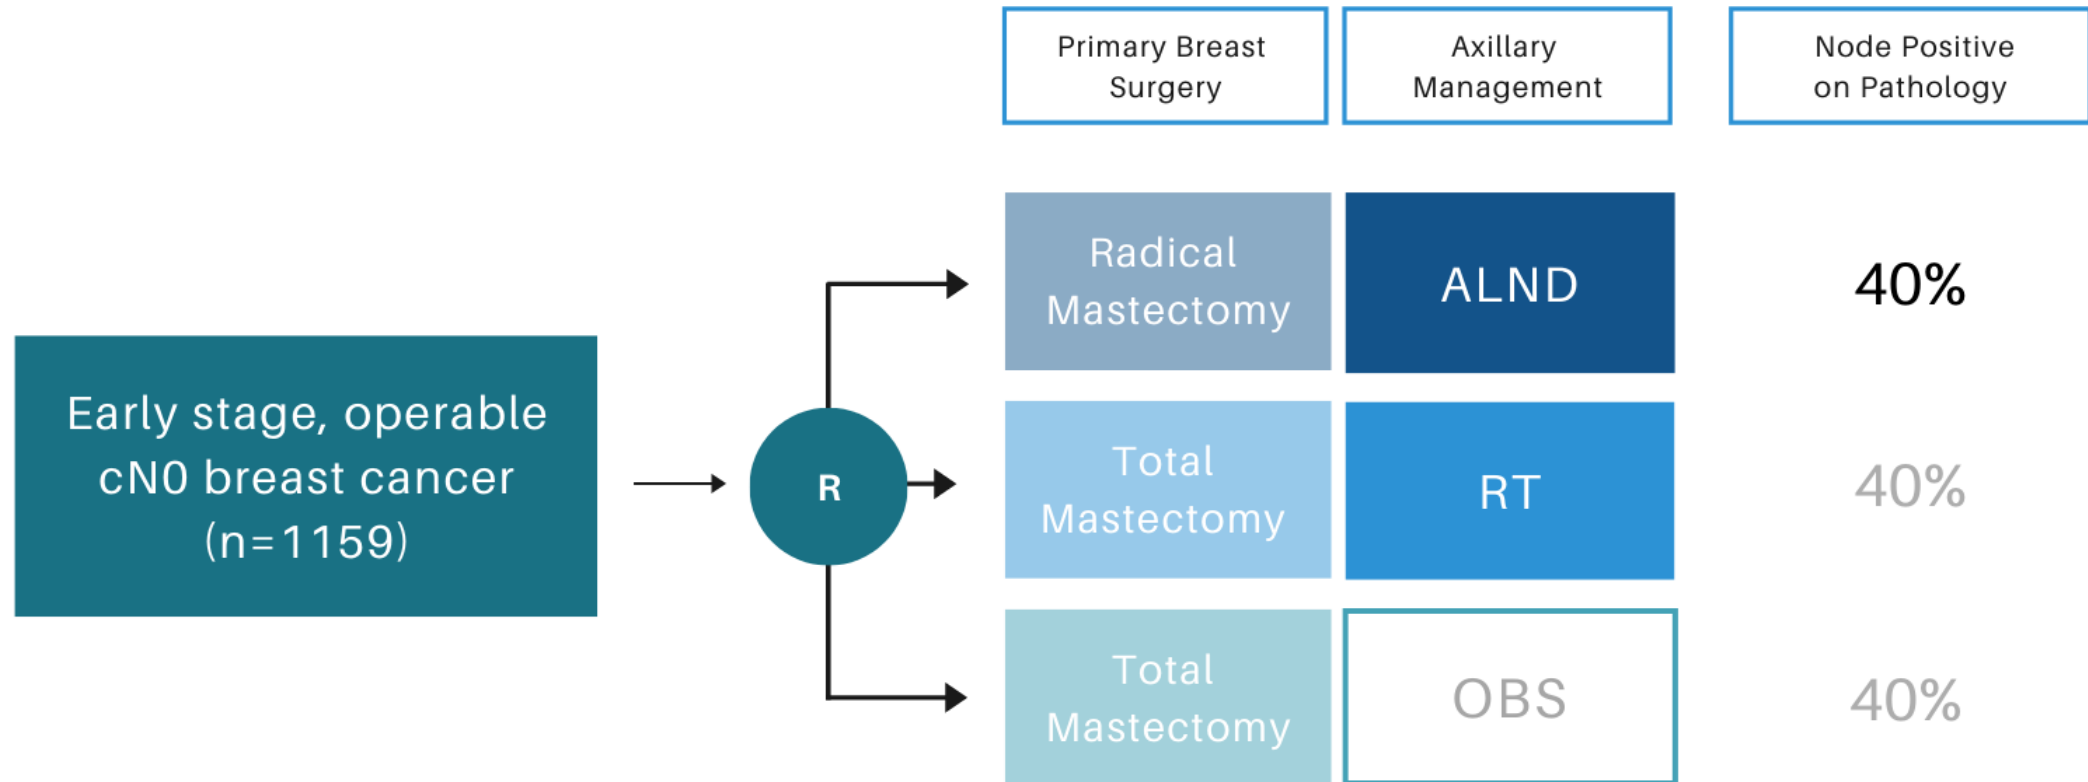 Primary Breast
Surgery
Axillary
Management
Node Positive
on Pathology
Early stage, operable
cN0 breast cancer
(n=1159)
R
Radical
Mastectomy
ALND
40%
Total
Mastectomy
RT
40%
Total
Mastectomy
OBS
40%